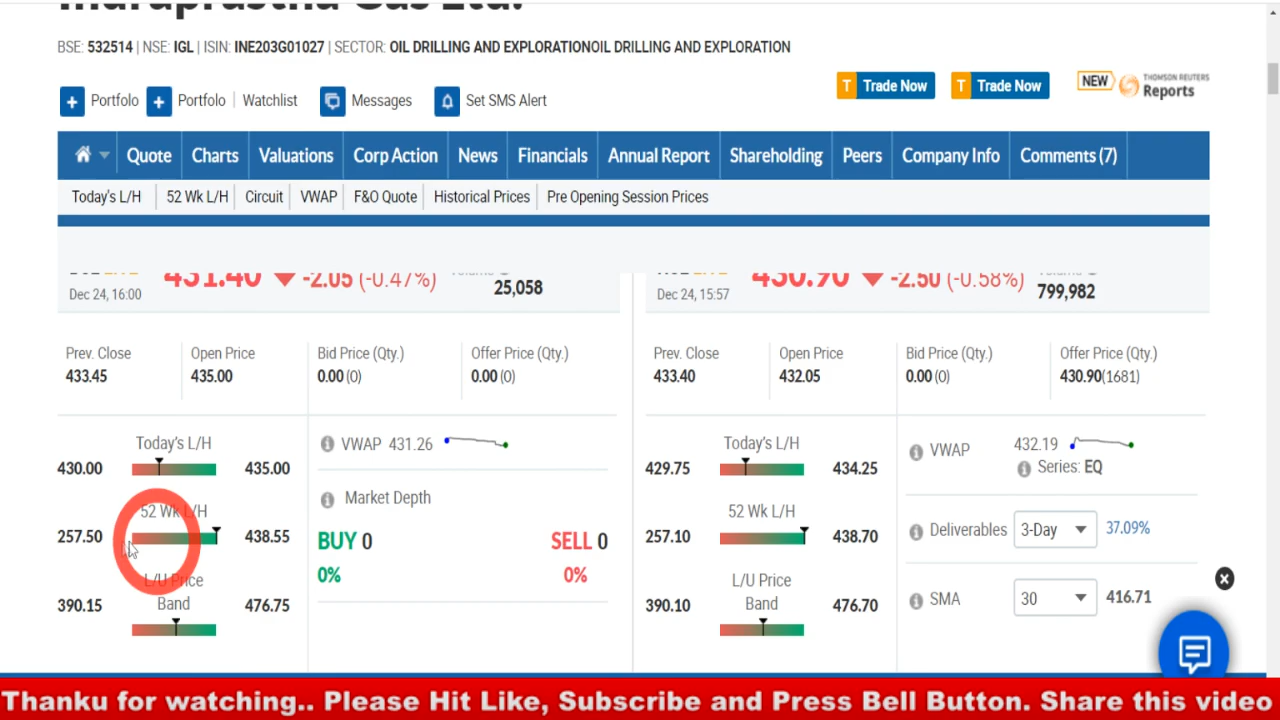 Indraprastha Gas Ltd.
BSE: 532514 | NSE: IGL | ISIN: INE203G01027 | SECTOR: OIL DRILLING AND EXPLORATIONOIL DRILLING AND EXPLORATION
Portfolo Portfolo Watchlist Messages Set SMS Alert
T Trade Now T Trade Now NEW THOMSON REUTERS Reports
Quote Charts Valuations Corp Action News Financials Annual Report Shareholding Peers Company Info Comments (7)
Today's L/H 52 Wk L/H Circuit VWAP F&O Quote Historical Prices Pre Opening Session Prices
431.40 -2.05 (-0.47%)
Dec 24, 16:00 25,058
430.90 -2.50 (-0.58%)
Dec 24, 15:57 799,982
Prev. Close Open Price Bid Price (Qty.) Offer Price (Qty.)
433.45 435.00 0.00 (0) 0.00 (0)
Today's L/H
430.00 435.00
52 Wk L/H
257.50 438.55
L/U Price
Band
390.15 476.75
VWAP 431.26
Market Depth
BUY 0 SELL 0
0% 0%
Prev. Close Open Price Bid Price (Qty.) Offer Price (Qty.)
433.40 432.05 0.00 (0) 430.90(1681)
Today's L/H
429.75 434.25
52 Wk L/H
257.10 438.70
L/U Price
Band
390.10 476.70
VWAP 432.19
Series: EQ
Deliverables 3-Day 37.09%
SMA 30 416.71
Thanku for watching.. Please Hit Like, Subscribe and Press Bell Button. Share this video